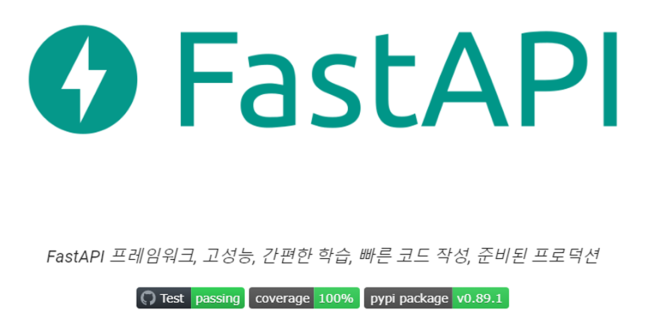 FastAPI
FastAPI 프레임워크, 고성능, 간편한 학습, 빠른 코드 작성, 준비된 프로덕션
Test passing coverage 100% pypi package v0.89.1